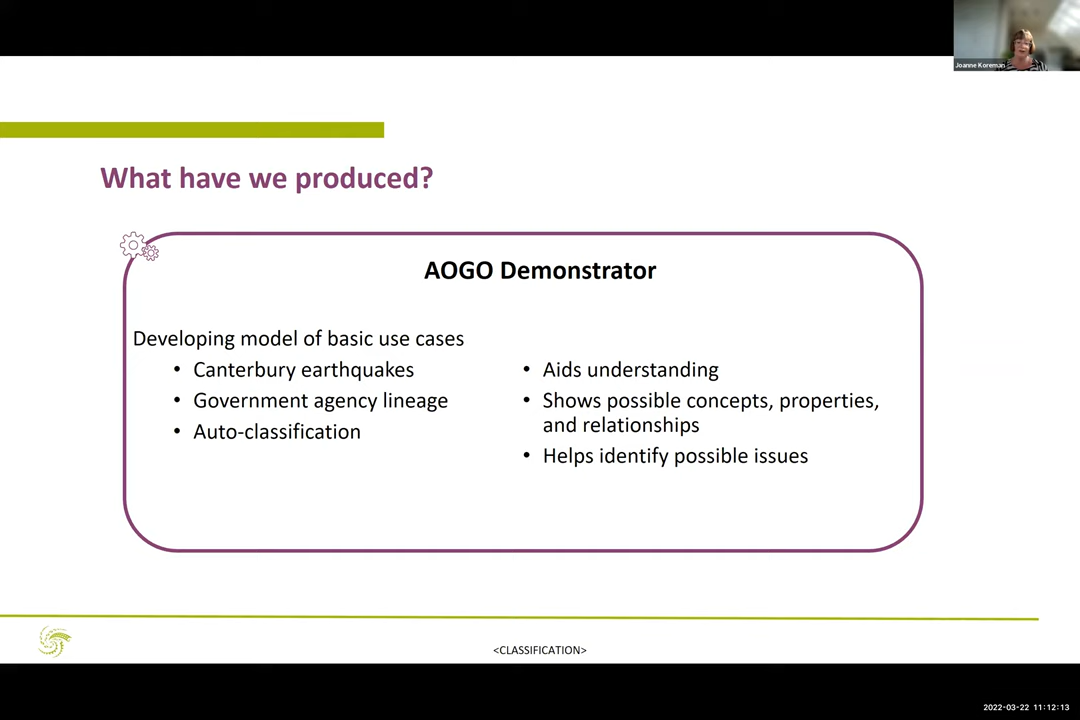 Joanne Koreman
What have we produced?
AOGO Demonstrator
Developing model of basic use cases
• Canterbury earthquakes
• Government agency lineage
• Auto-classification
• Aids understanding
• Shows possible concepts, properties,
and relationships
• Helps identify possible issues
<CLASSIFICATION>
2022-03-22 11:12:13